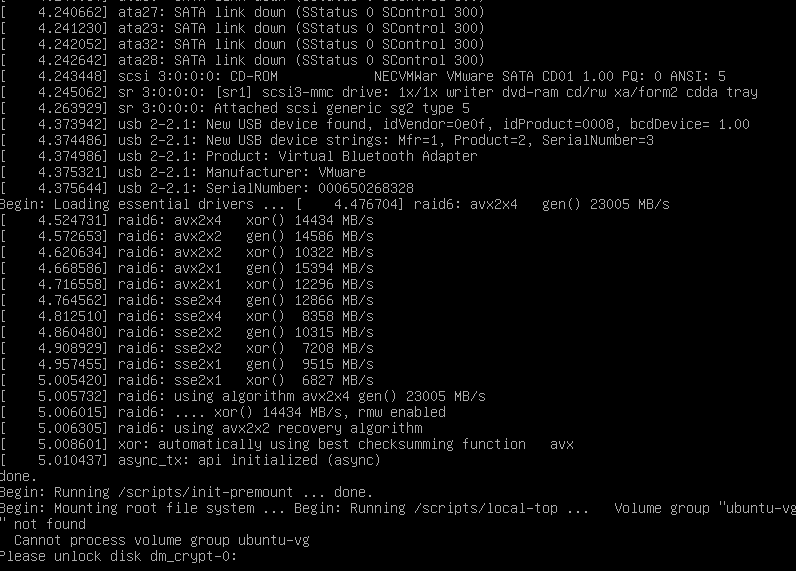 [    4.240662] ata27: SATA link down (SStatus 0 SControl 300)
[    4.241230] ata23: SATA link down (SStatus 0 SControl 300)
[    4.242052] ata32: SATA link down (SStatus 0 SControl 300)
[    4.242642] ata28: SATA link down (SStatus 0 SControl 300)
[    4.243448] scsi 3:0:0:0: CD-ROM            NECVMWar VMware SATA CD01 1.00 PQ: 0 ANSI: 5
[    4.245062] sr 3:0:0:0: [sr1] scsi3-mmc drive: 1x/1x writer dvd-ram cd/rw xa/form2 cdda tray
[    4.263929] sr 3:0:0:0: Attached scsi generic sg2 type 5
[    4.373942] usb 2-2.1: New USB device found, idVendor=0e0f, idProduct=0008, bcdDevice= 1.00
[    4.374486] usb 2-2.1: New USB device strings: Mfr=1, Product=2, SerialNumber=3
[    4.374986] usb 2-2.1: Product: Virtual Bluetooth Adapter
[    4.375321] usb 2-2.1: Manufacturer: VMware
[    4.375644] usb 2-2.1: SerialNumber: 000650268328
Begin: Loading essential drivers ... [    4.476704] raid6: avx2x4   gen() 23005 MB/s
[    4.524731] raid6: avx2x4   xor() 14434 MB/s
[    4.572653] raid6: avx2x2   gen() 14586 MB/s
[    4.620634] raid6: avx2x2   xor() 10322 MB/s
[    4.668586] raid6: avx2x1   gen() 15394 MB/s
[    4.716558] raid6: avx2x1   xor() 12296 MB/s
[    4.764562] raid6: sse2x4   gen() 12866 MB/s
[    4.812510] raid6: sse2x4   xor()  8358 MB/s
[    4.860480] raid6: sse2x2   gen() 10315 MB/s
[    4.908929] raid6: sse2x2   xor()  7208 MB/s
[    4.957455] raid6: sse2x1   gen()  9515 MB/s
[    5.005420] raid6: sse2x1   xor()  6827 MB/s
[    5.005732] raid6: using algorithm avx2x4 gen() 23005 MB/s
[    5.006015] raid6: .... xor() 14434 MB/s, rmw enabled
[    5.006305] raid6: using avx2x2 recovery algorithm
[    5.008601] xor: automatically using best checksumming function   avx
[    5.010437] async_tx: api initialized (async)
done.
Begin: Running /scripts/init-premount ... done.
Begin: Mounting root file system ... Begin: Running /scripts/local-top ...   Volume group "ubuntu-vg
" not found
  Cannot process volume group ubuntu-vg
Please unlock disk dm_crypt-0: